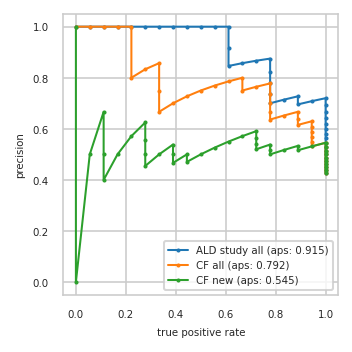 1.0
0.8
0.6
0.4
0.2
0.0
precision
0.0 0.2 0.4 0.6 0.8 1.0
true positive rate
ALD study all (aps: 0.915)
CF all (aps: 0.792)
CF new (aps: 0.545)